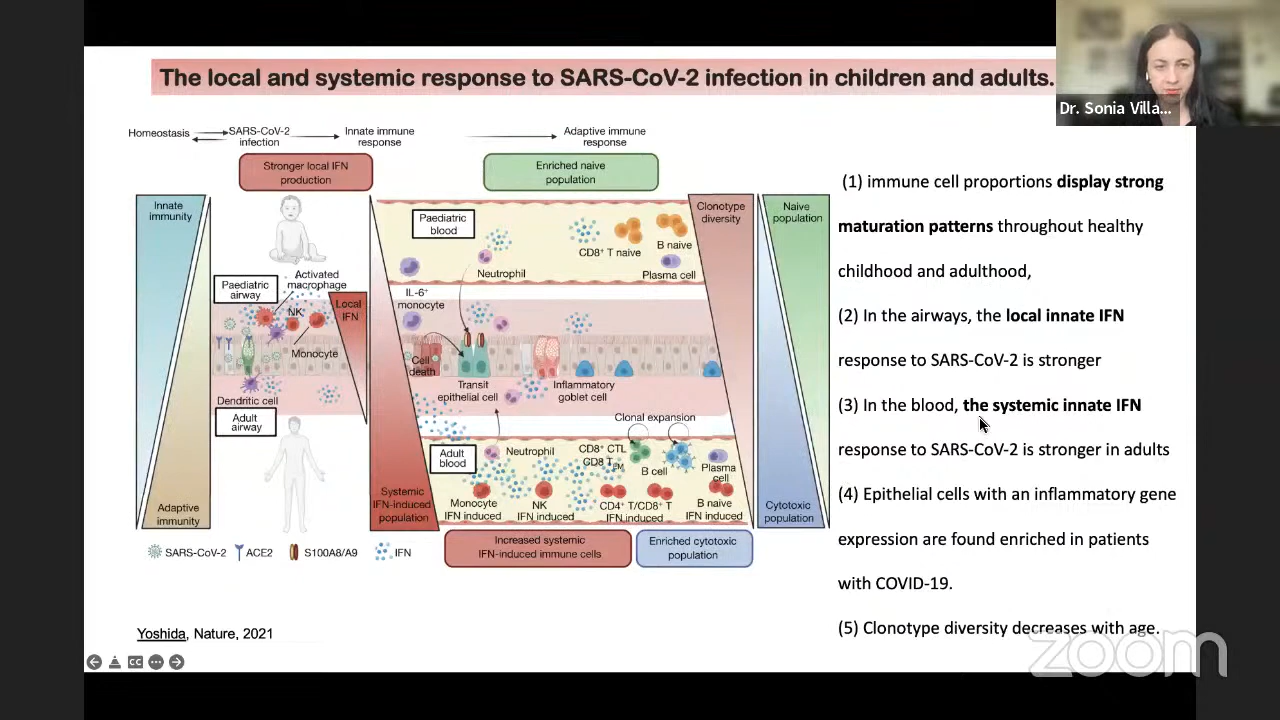 The local and systemic response to SARS-CoV-2 infection in children and adults.
Dr. Sonia Villa...
Homeostasis
SARS-CoV-2
infection
Innate immune
response
Adaptive immune
response
Stronger local IFN
production
Enriched naive
population
Innate
immunity
Paediatric
blood
Clonotype
diversity
Naive
population
CD8⁺ T naive
B naive
Neutrophil
Plasma cell
Paediatric
airway
Activated
macrophage
NK
Local
IFN
IL-6⁺
monocyte
Monocyte
Cell
death
Dendritic cell
Transit
epithelial cell
Inflammatory
goblet cell
Adult
airway
Clonal expansion
Adult
blood
Neutrophil
CD8⁺ CTL
CD8 TEM
B cell
Plasma
cell
Adaptive
immunity
Systemic
IFN-induced
population
Monocyte
IFN induced
NK
IFN induced
CD4⁺ T/CD8⁺ T
IFN induced
B naive
IFN induced
Cytotoxic
population
SARS-CoV-2
ACE2
S100A8/A9
IFN
Increased systemic
IFN-induced immune cells
Enriched cytotoxic
population
(1) immune cell proportions display strong
maturation patterns throughout healthy
childhood and adulthood,
(2) In the airways, the local innate IFN
response to SARS-CoV-2 is stronger
(3) In the blood, the systemic innate IFN
response to SARS-CoV-2 is stronger in adults
(4) Epithelial cells with an inflammatory gene
expression are found enriched in patients
with COVID-19.
(5) Clonotype diversity decreases with age.
Yoshida, Nature, 2021
CC
zoom